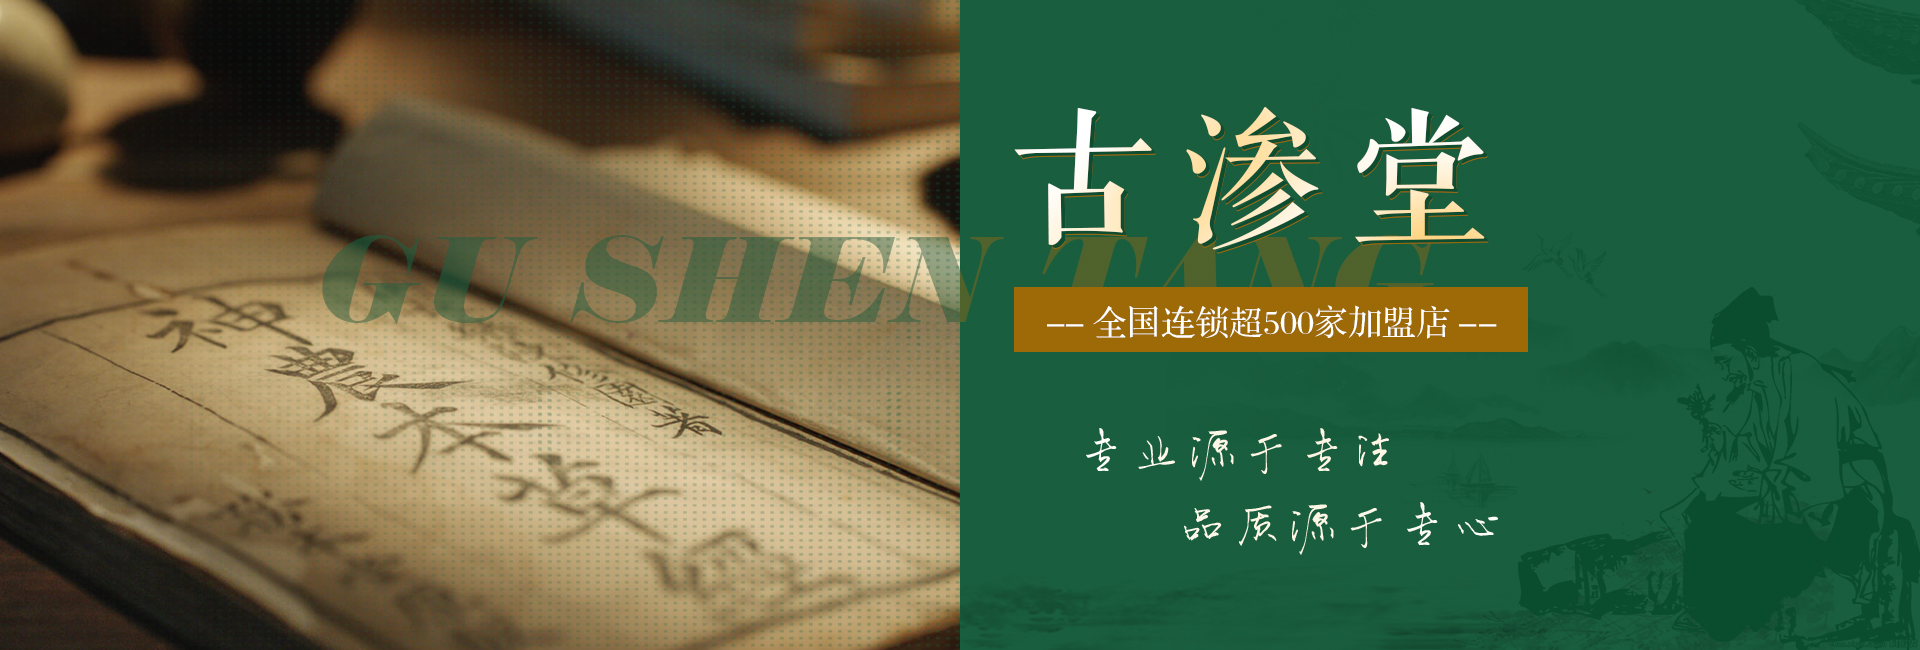 古渗堂
GU SHEN TANG
-- 全国连锁超500家加盟店 --
专业源于专注
品质源于专心
神農本草